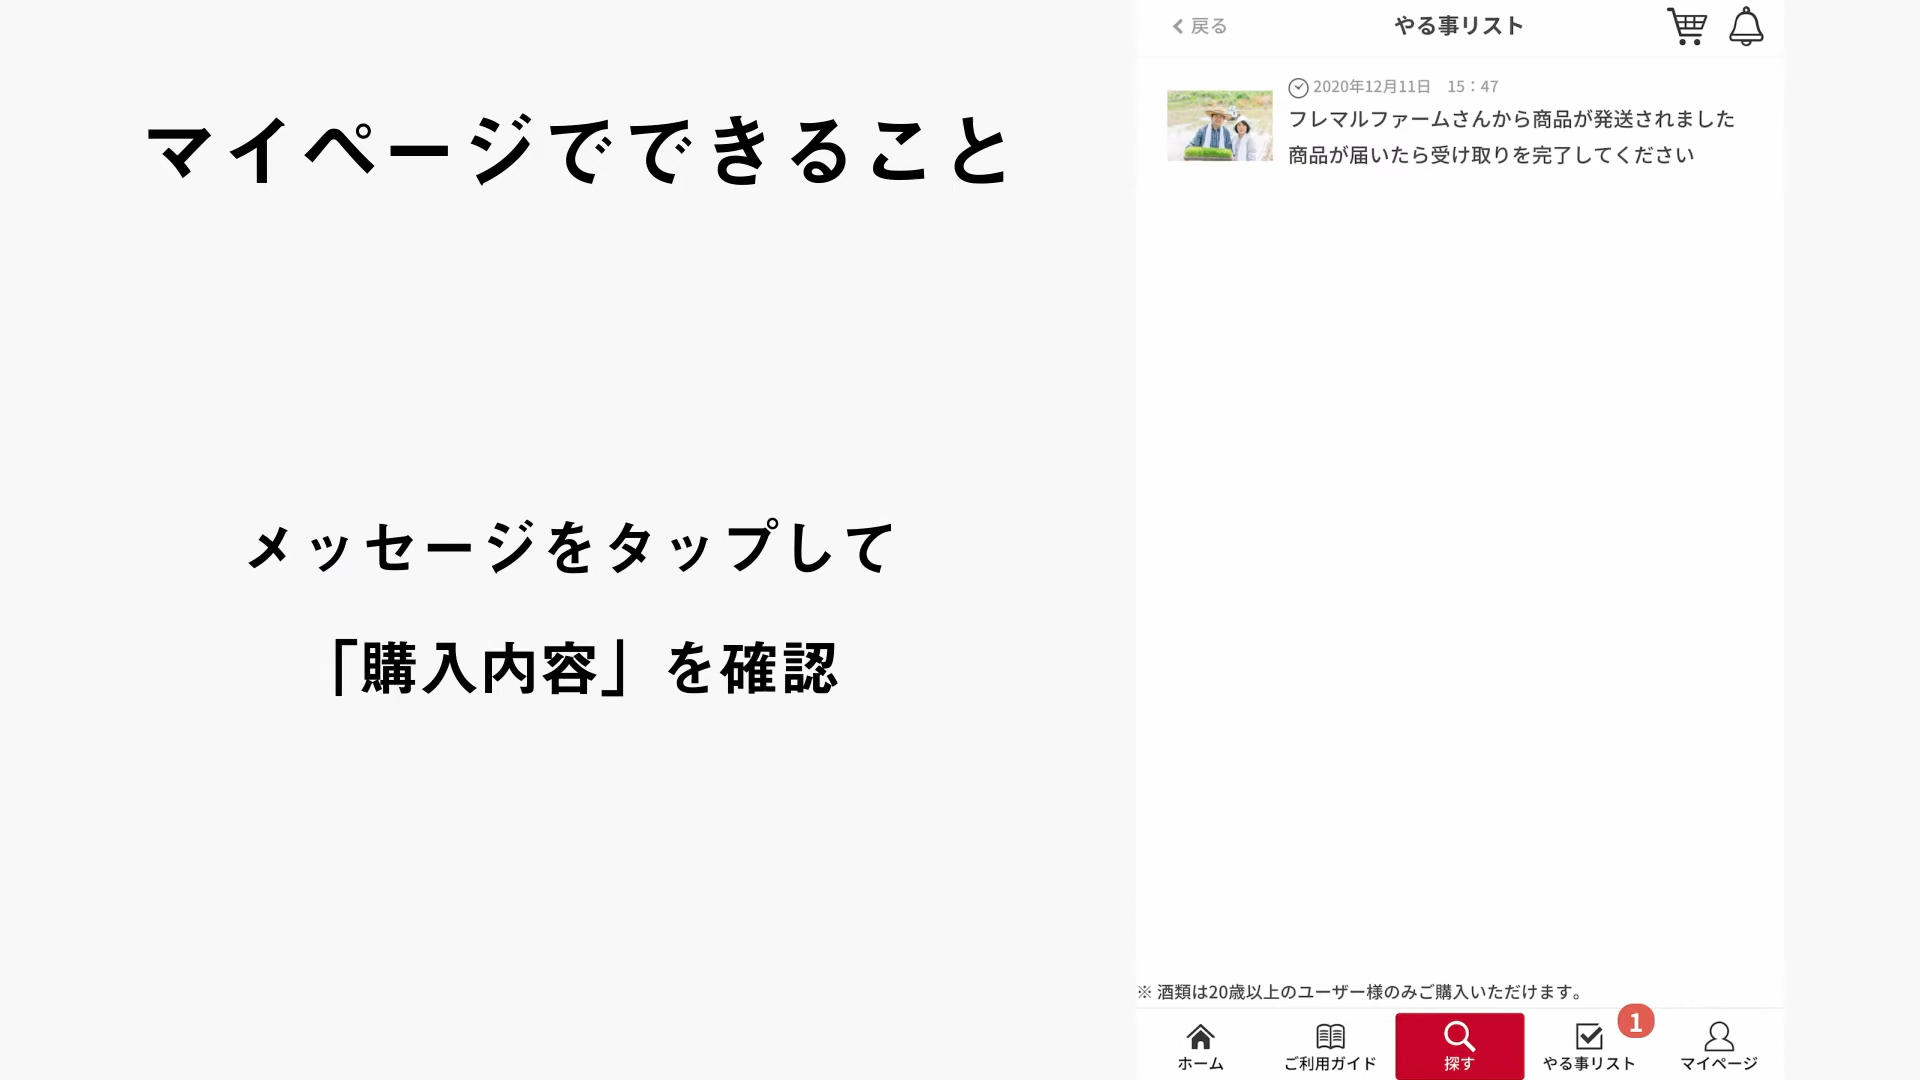 マイページでできること
メッセージをタップして
「購入内容」を確認
戻る
やる事リスト
2020年12月11日 15：47
フレマルファームさんから商品が発送されました
商品が届いたら受け取りを完了してください
※ 酒類は20歳以上のユーザー様のみご購入いただけます。
ホーム
ご利用ガイド
探す
やる事リスト
1
マイページ